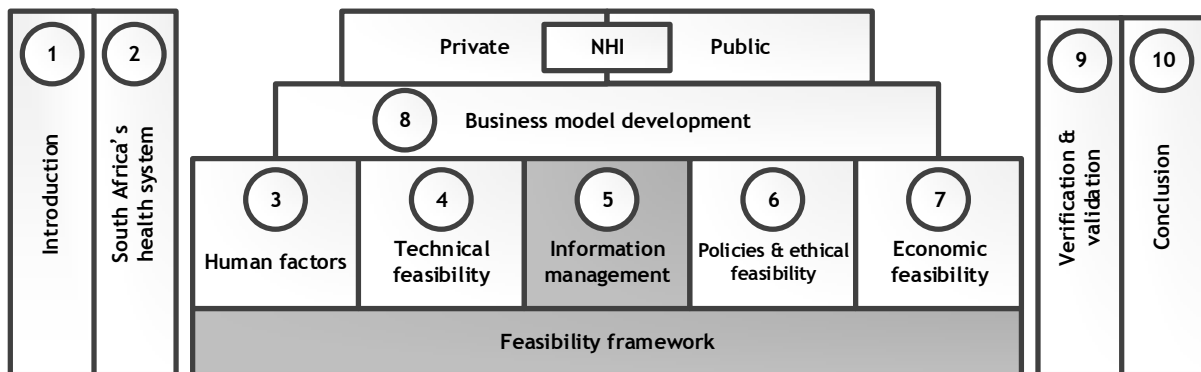 1
Introduction
2
South Africa's
health system
Private
NHI
Public
8
Business model development
3
Human factors
4
Technical
feasibility
5
Information
management
6
Policies & ethical
feasibility
7
Economic
feasibility
Feasibility framework
9
Verification &
validation
10
Conclusion